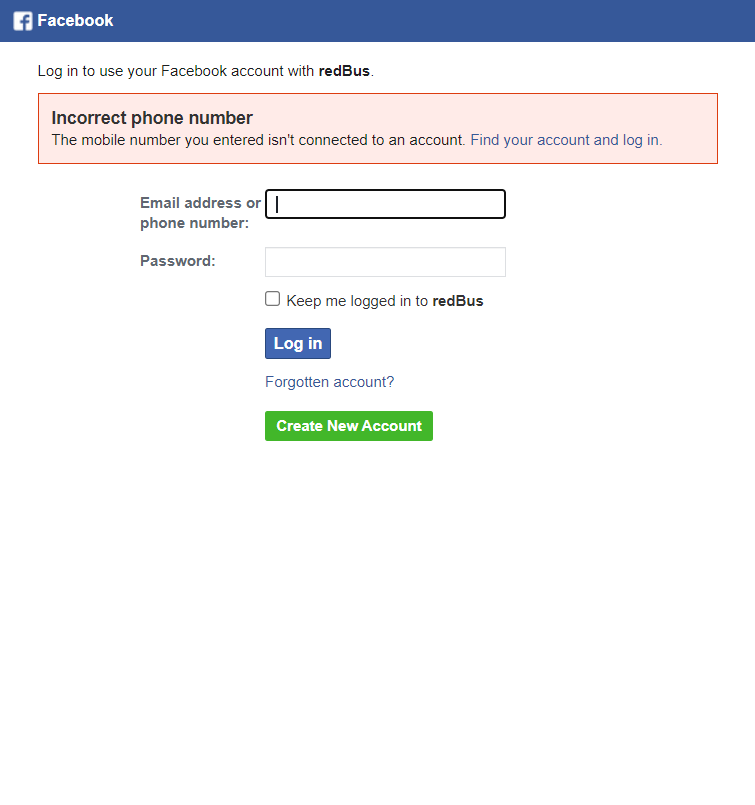 Facebook
Log in to use your Facebook account with redBus.
Incorrect phone number
The mobile number you entered isn't connected to an account. Find your account and log in.
Email address or
phone number:
Password:
Keep me logged in to redBus
Log in
Forgotten account?
Create New Account